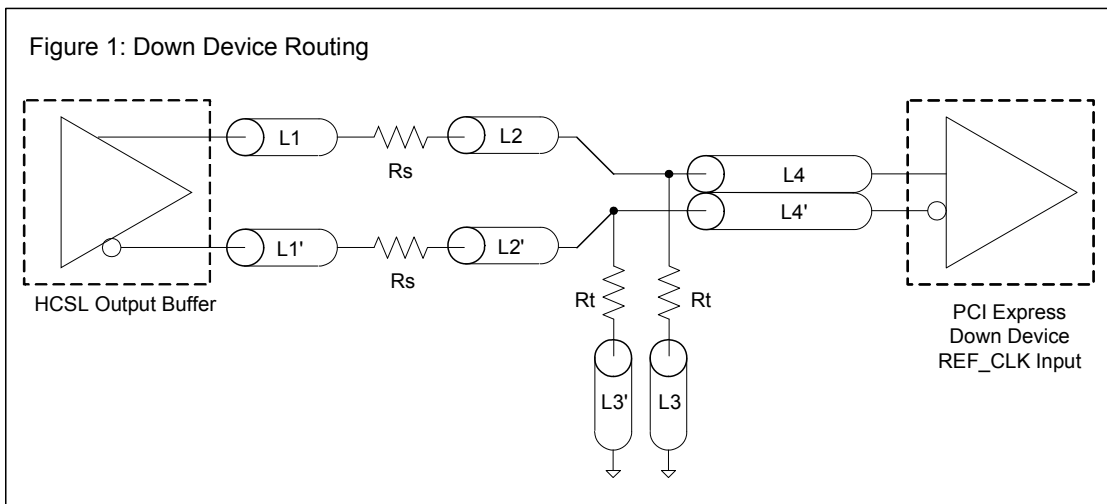 Figure 1: Down Device Routing
L1
Rs
L2
L4
L4'
L1'
Rs
L2'
HCSL Output Buffer
Rt
Rt
L3'
L3
PCI Express
Down Device
REF_CLK Input